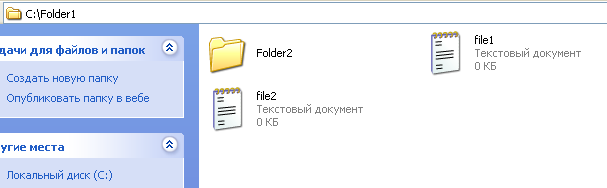 C:\Folder1
дачи для файлов и папок
Создать новую папку
Опубликовать папку в вебе
угие места
Локальный диск (C:)
Folder2
file1
Текстовый документ
0 КБ
file2
Текстовый документ
0 КБ